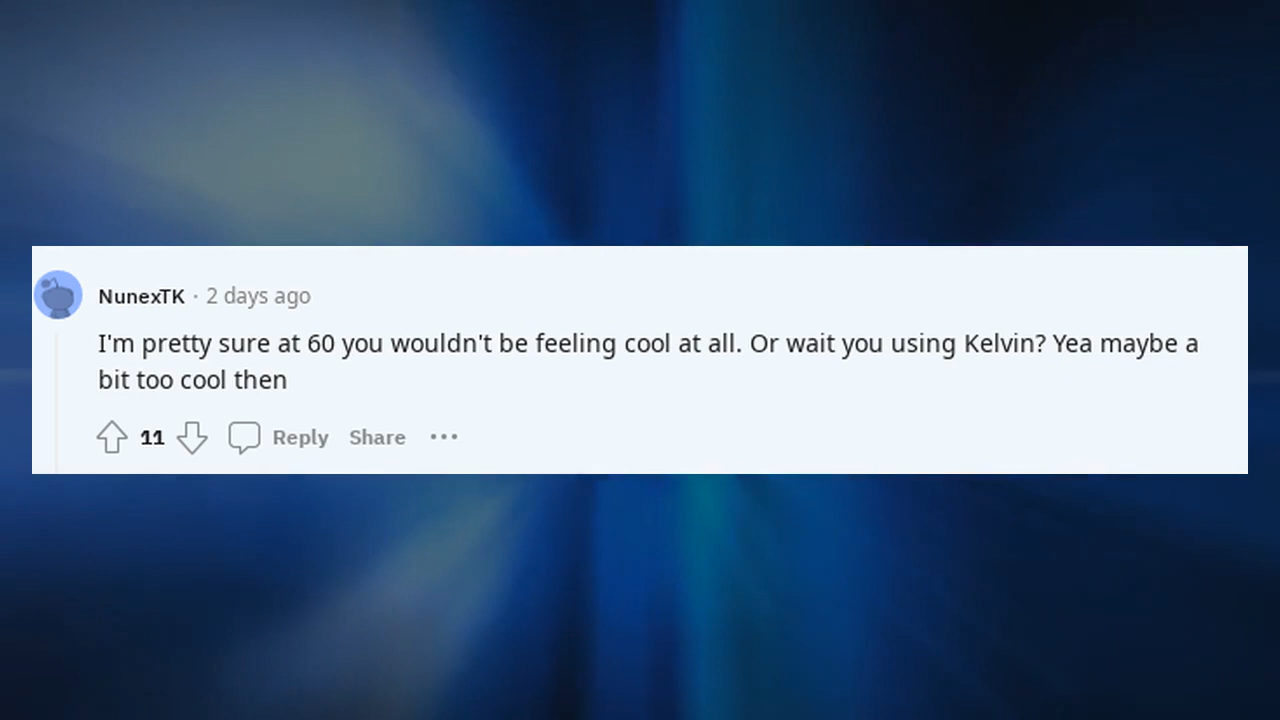 NunexTK · 2 days ago
I'm pretty sure at 60 you wouldn't be feeling cool at all. Or wait you using Kelvin? Yea maybe a
bit too cool then
11 Reply Share •••